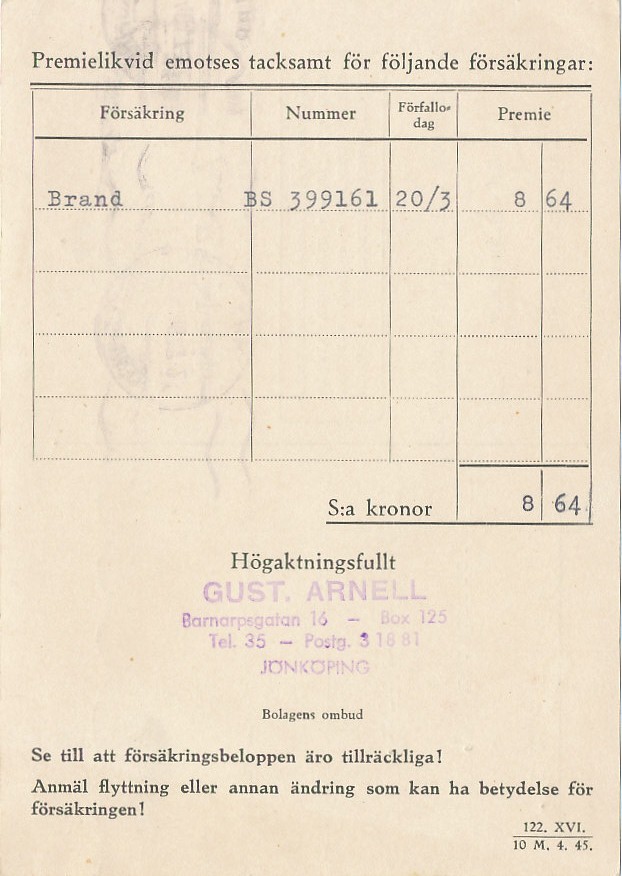 Premielikvid emotses tacksamt för följande försäkringar:
Försäkring Nummer Förfallo=dag Premie
Brand BS 399161 20/3 8 64
S:a kronor 8 64
Högaktningsfullt
GUST. ARNELL
Barnarpsgatan 16 — Box 125
Tel. 35 — Postg. 3 18 81
JÖNKÖPING
Bolagens ombud
Se till att försäkringsbeloppen äro tillräckliga!
Anmäl flyttning eller annan ändring som kan ha betydelse för
försäkringen!
122. XVI.
10 M. 4. 45.